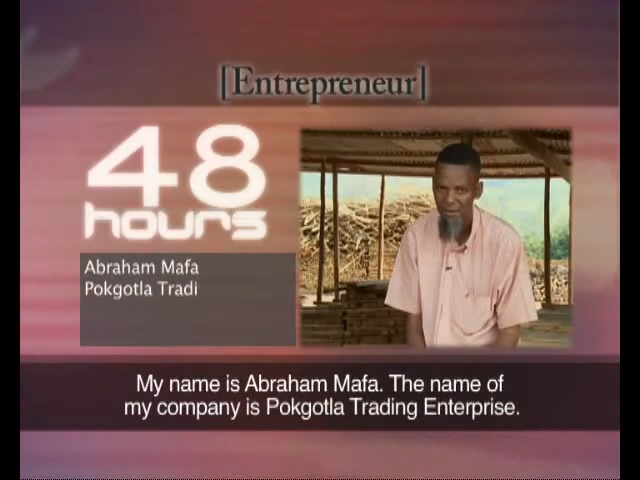 [Entrepreneur]
48
hours
Abraham Mafa
Pokgotla Tradi
My name is Abraham Mafa. The name of
my company is Pokgotla Trading Enterprise.